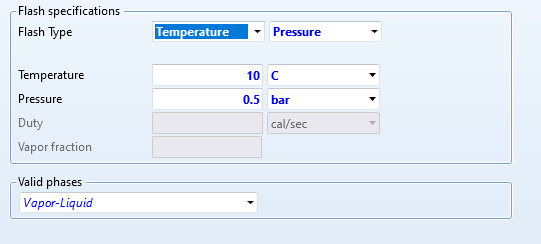 Flash specifications
Flash Type Temperature Pressure
Temperature 10 C
Pressure 0.5 bar
Duty cal/sec
Vapor fraction
Valid phases
Vapor-Liquid